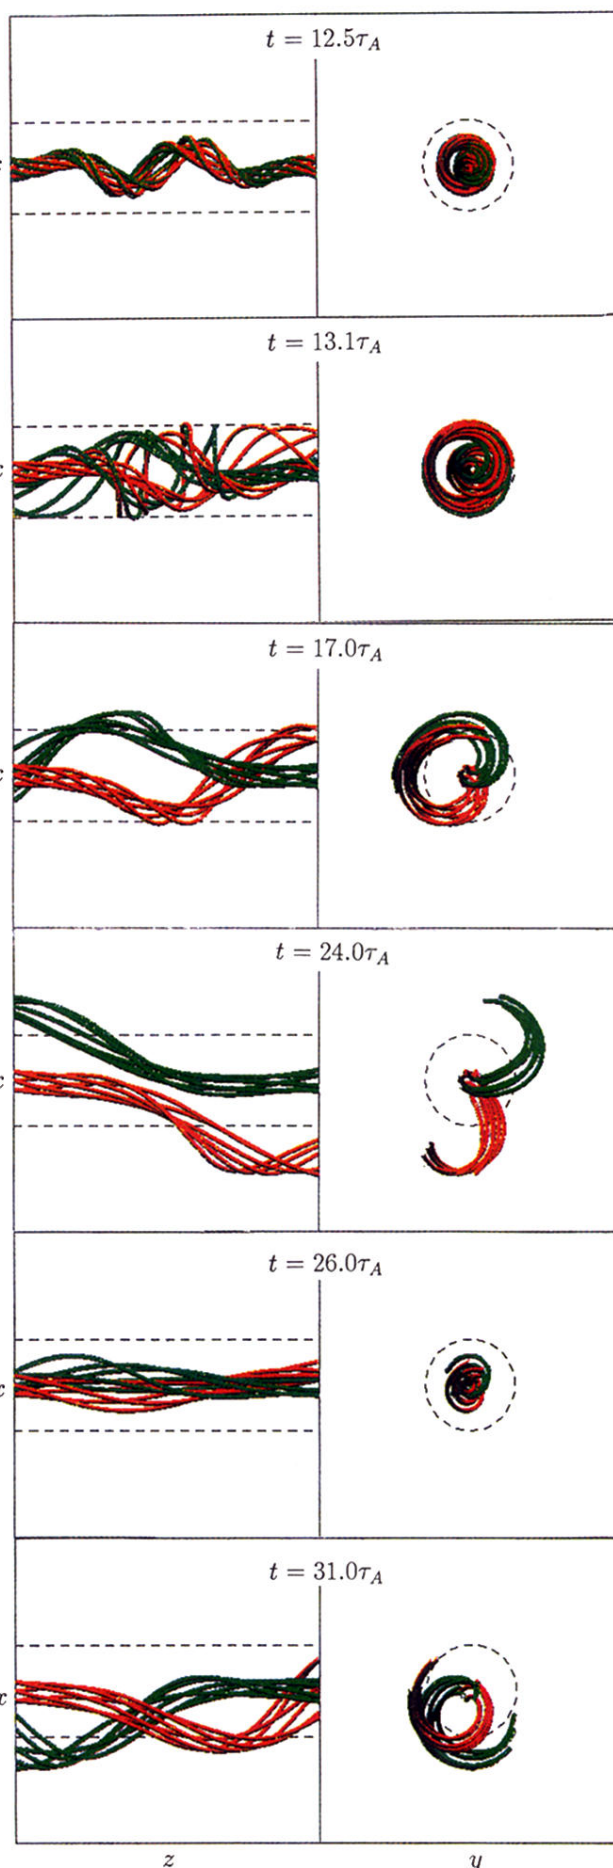 t = 12.5τ_A
x
t = 13.1τ_A
x
t = 17.0τ_A
x
t = 24.0τ_A
x
t = 26.0τ_A
x
t = 31.0τ_A
x
z y